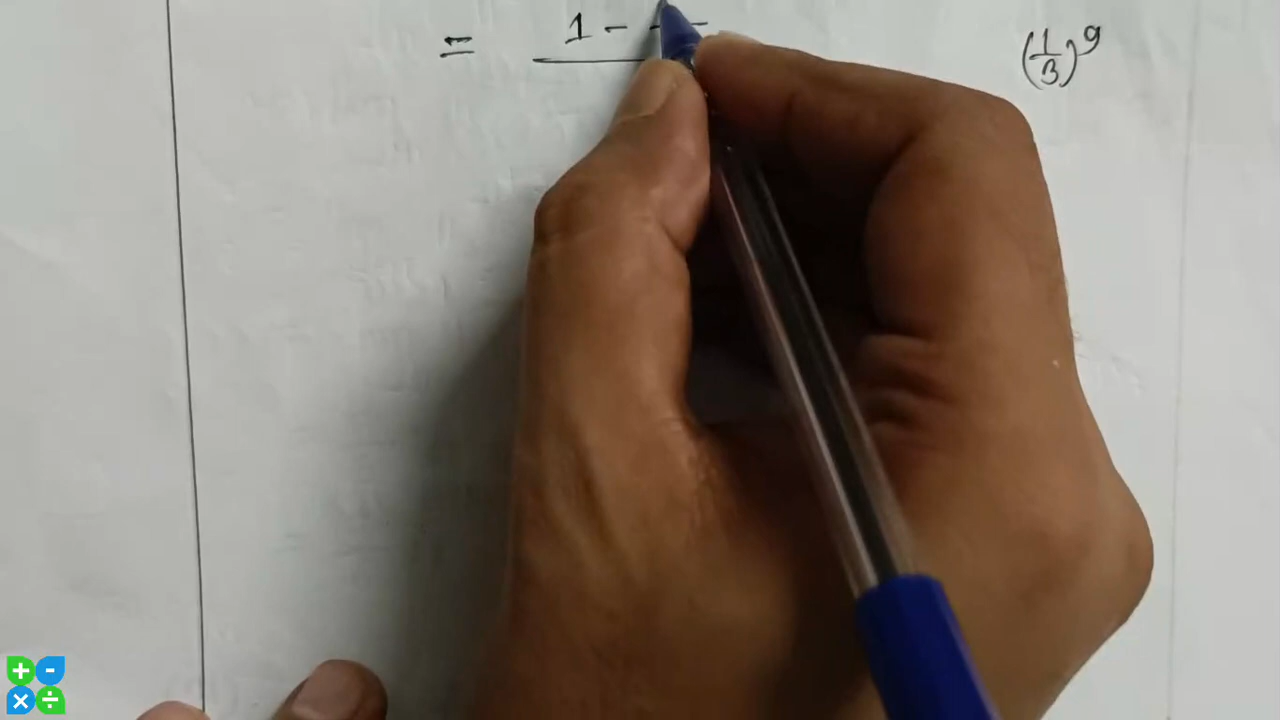 = 1 -
(1/3)^9